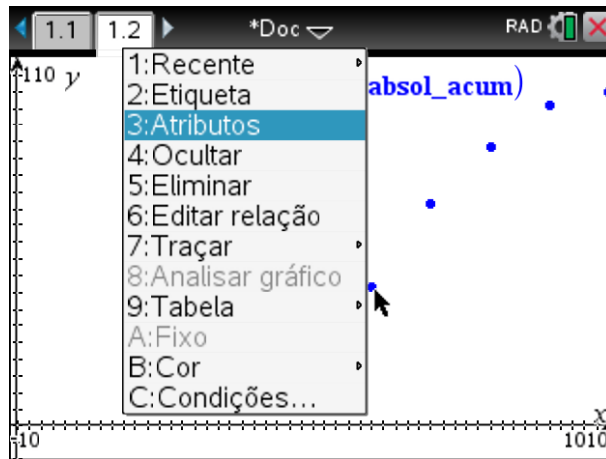 1.1 1.2 *Doc RAD
110 y
absol_acum)
1:Recente
2:Etiqueta
3:Atributos
4:Ocultar
5:Eliminar
6:Editar relação
7:Traçar
8:Analisar gráfico
9:Tabela
A:Fixo
B:Cor
C:Condições...
x
-10 1010